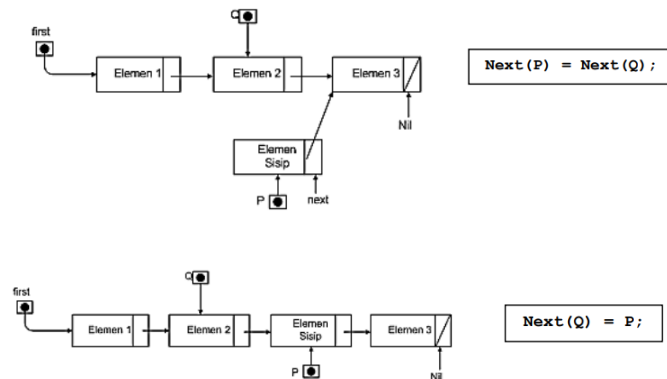 Q
first
Elemen 1
Elemen 2
Elemen 3
Next(P) = Next(Q);
Nil
Elemen
Sisip
P
next
Q
first
Elemen 1
Elemen 2
Elemen
Sisip
Elemen 3
Next(Q) = P;
P
Nil